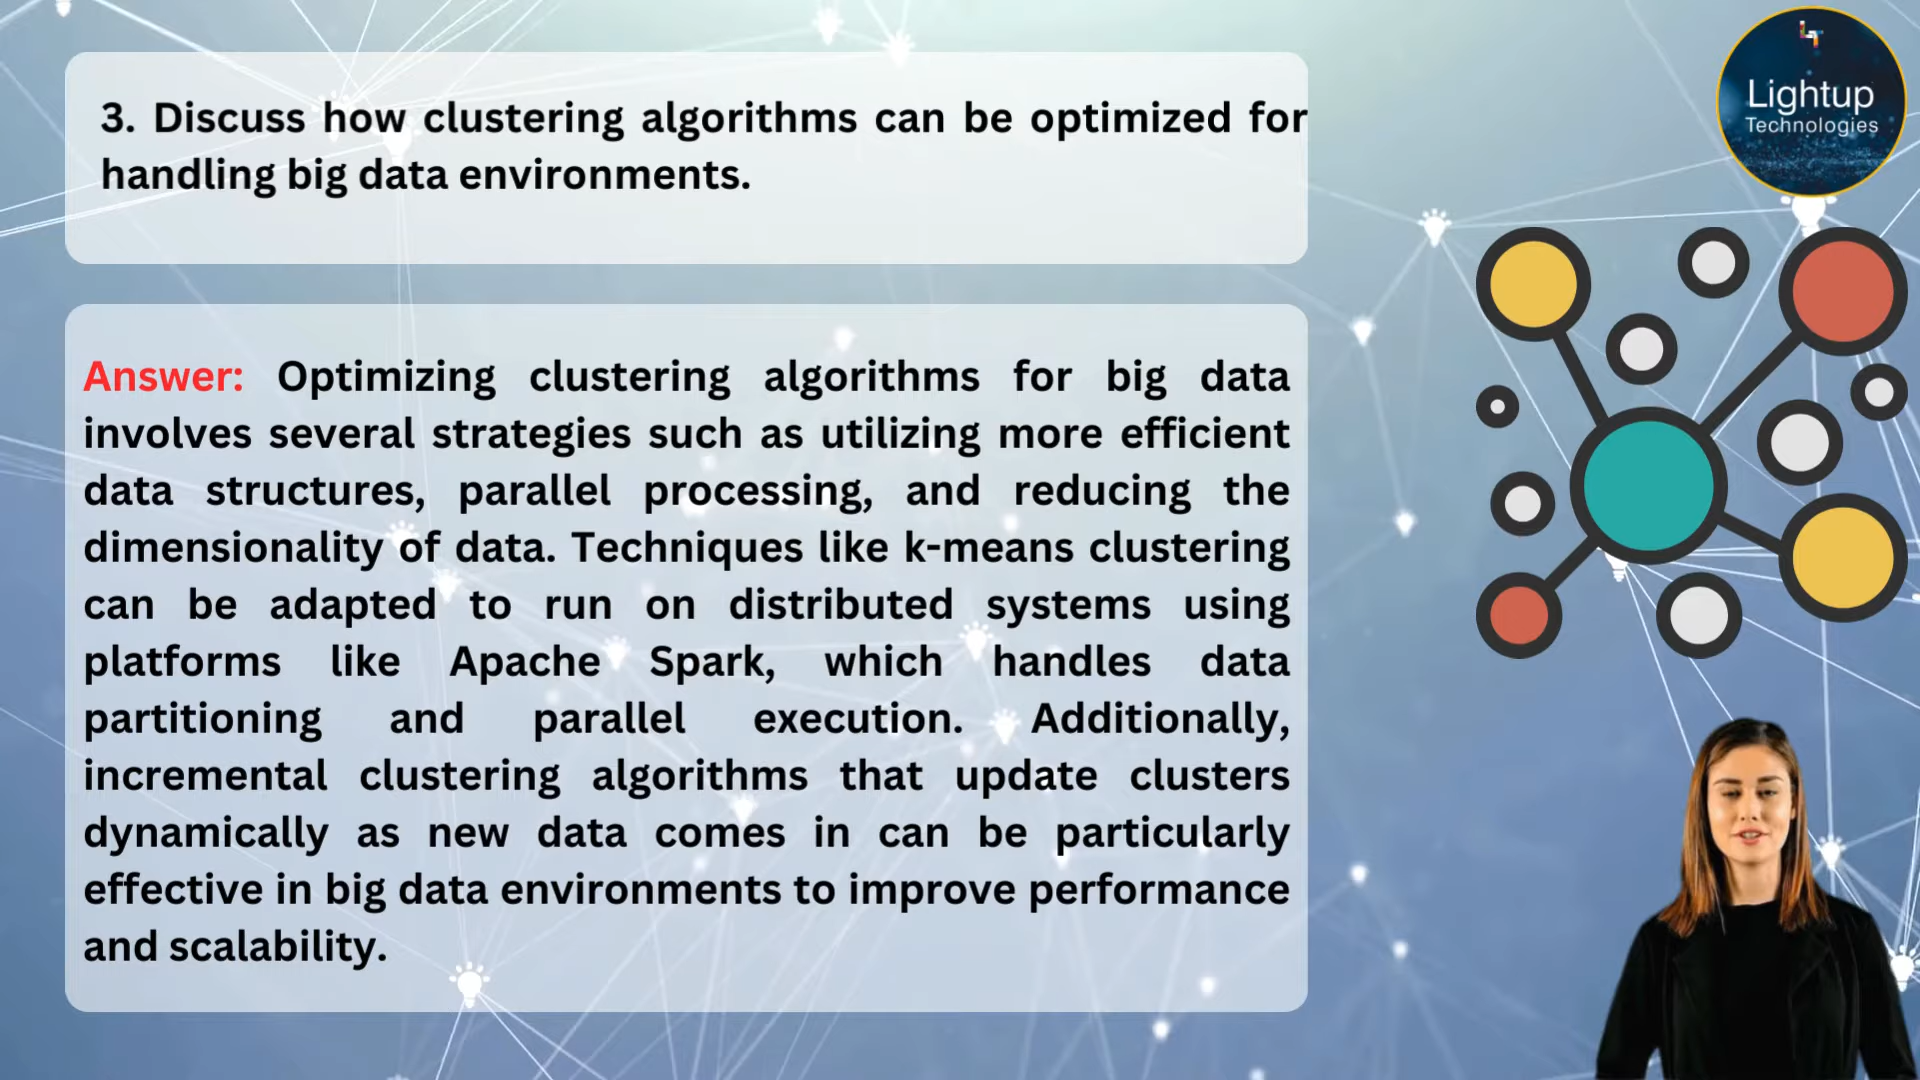 3. Discuss how clustering algorithms can be optimized for
handling big data environments.
Answer: Optimizing clustering algorithms for big data
involves several strategies such as utilizing more efficient
data structures, parallel processing, and reducing the
dimensionality of data. Techniques like k-means clustering
can be adapted to run on distributed systems using
platforms like Apache Spark, which handles data
partitioning and parallel execution. Additionally,
incremental clustering algorithms that update clusters
dynamically as new data comes in can be particularly
effective in big data environments to improve performance
and scalability.
LT
Lightup
Technologies